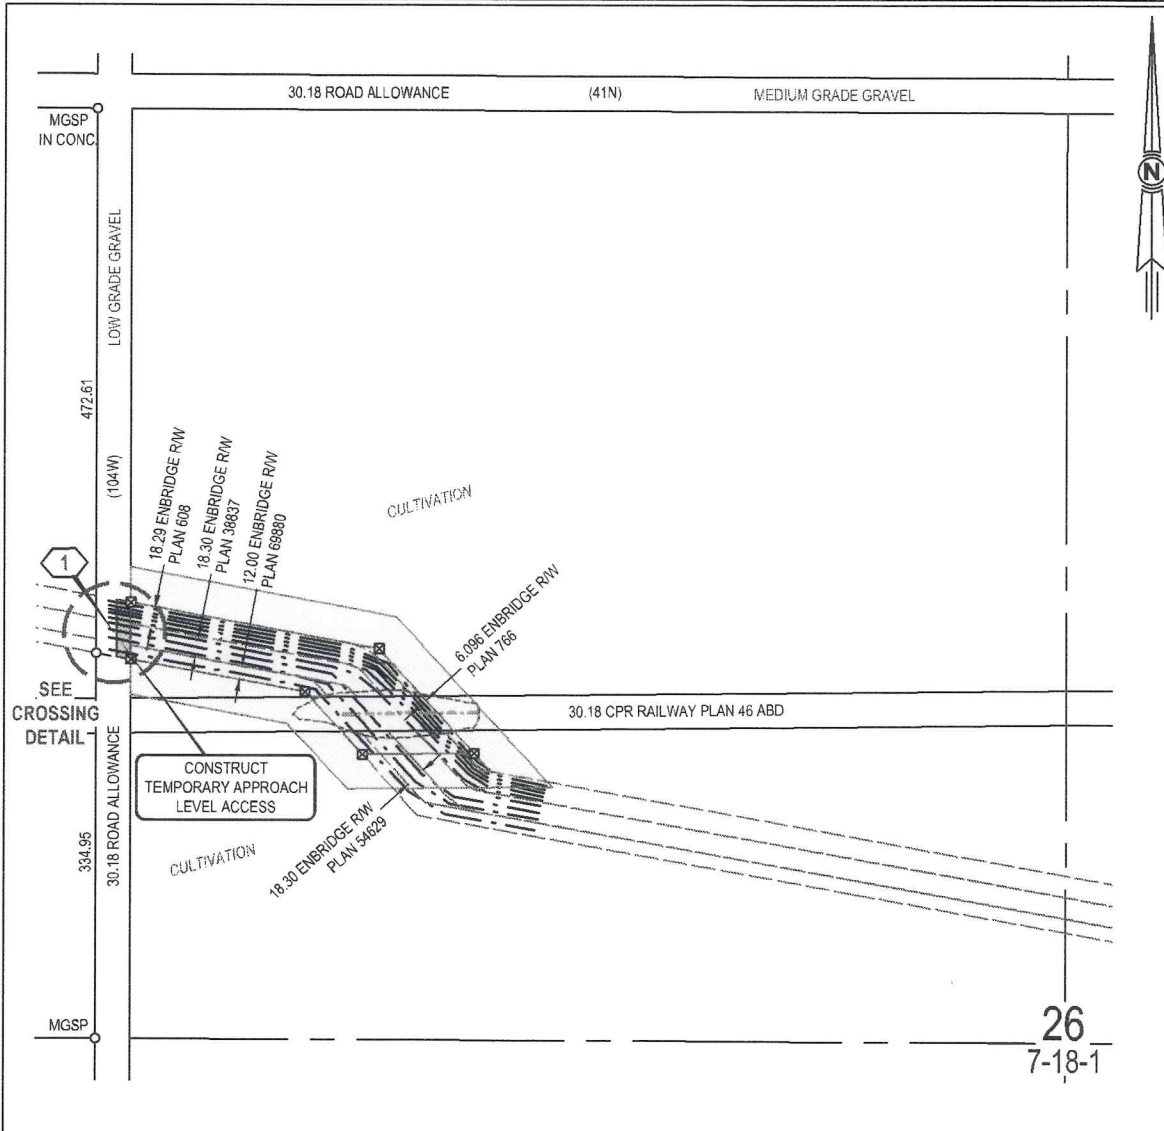 30.18 ROAD ALLOWANCE (41N) MEDIUM GRADE GRAVEL
MGSP
IN CONC.
N
LOW GRADE GRAVEL
472.61
(104W)
18.29 ENBRIDGE R/W
PLAN 608
18.30 ENBRIDGE R/W
PLAN 38837
12.00 ENBRIDGE R/W
PLAN 69880
CULTIVATION
1
6.096 ENBRIDGE R/W
PLAN 766
SEE
CROSSING
DETAIL
30.18 CPR RAILWAY PLAN 46 ABD
CONSTRUCT
TEMPORARY APPROACH
LEVEL ACCESS
334.95
30.18 ROAD ALLOWANCE
CULTIVATION
18.30 ENBRIDGE R/W
PLAN 54629
MGSP
26
7-18-1